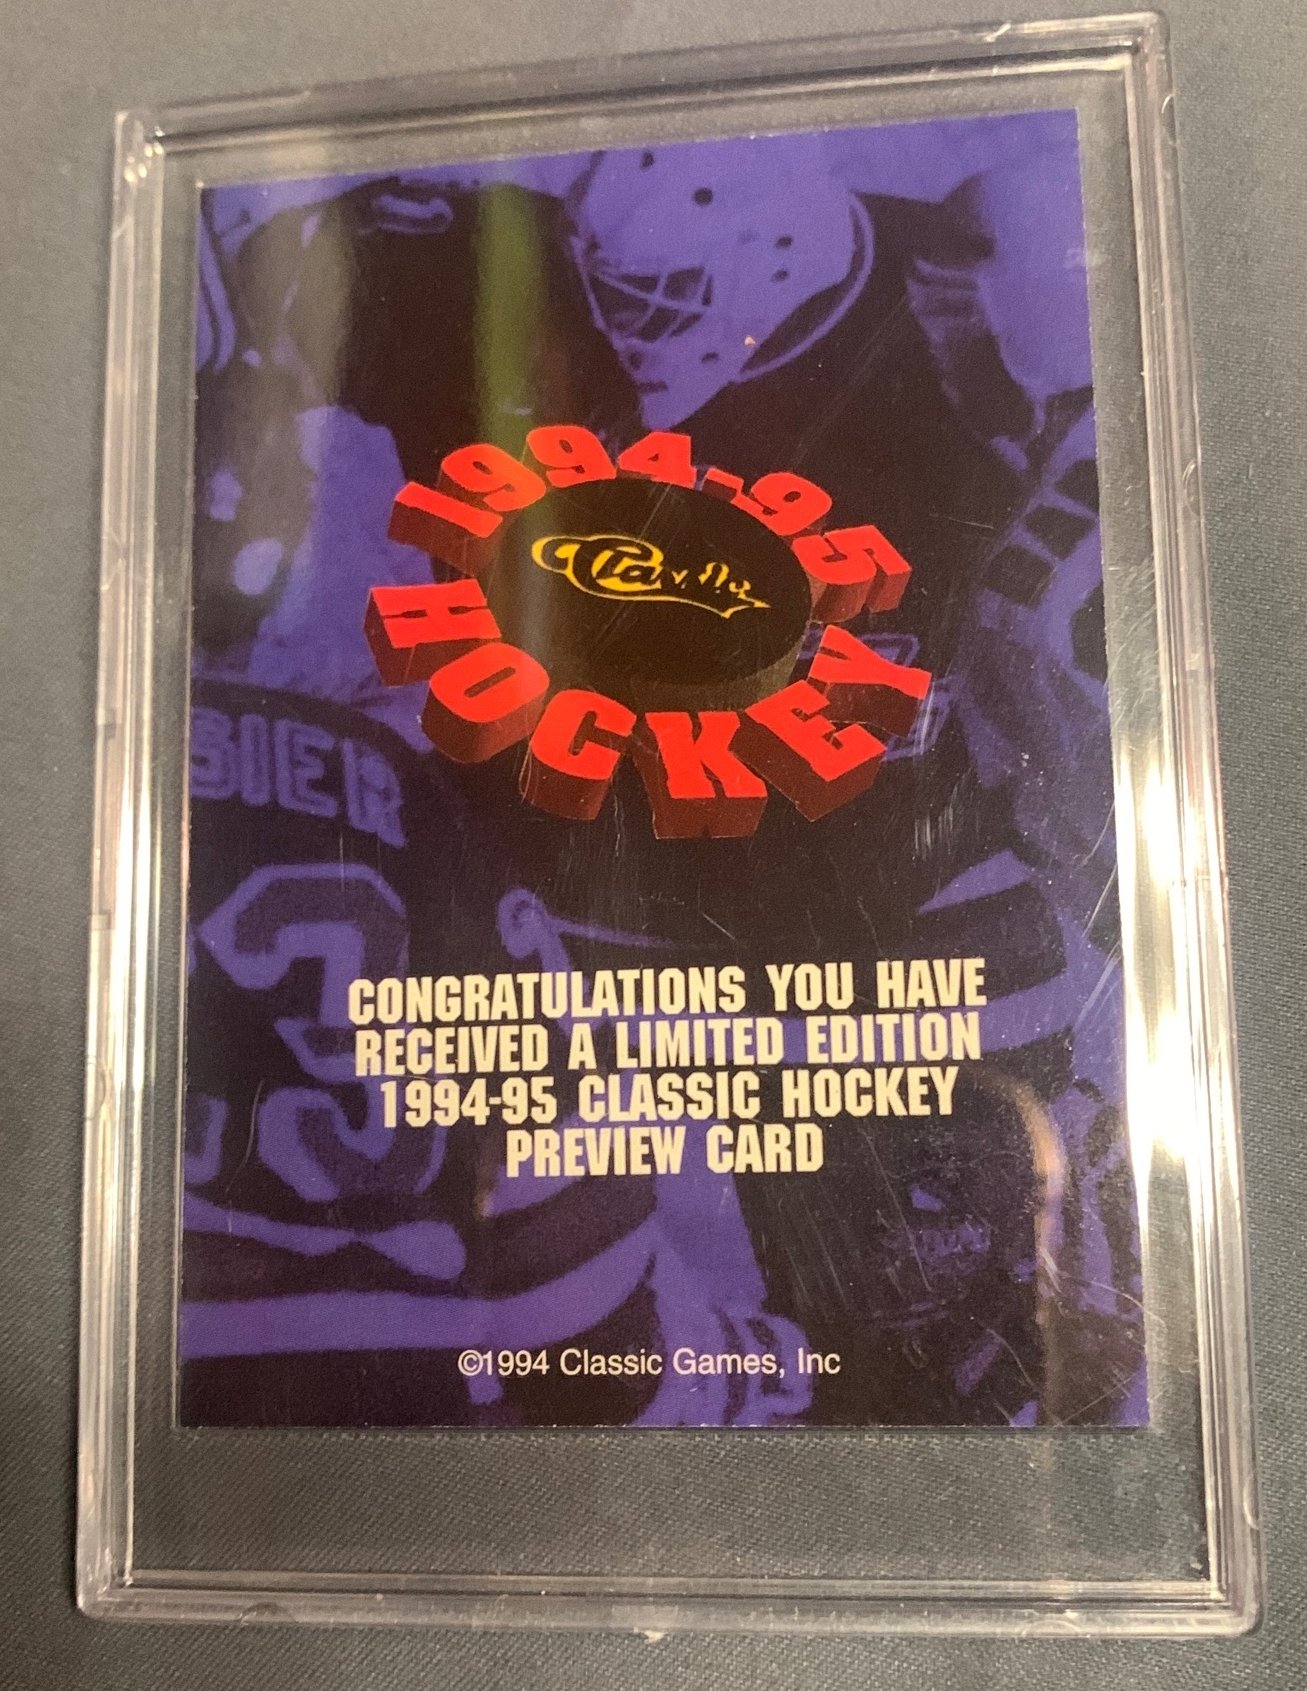 1994-95
Classic
HOCKEY
BIER
3
CONGRATULATIONS YOU HAVE
RECEIVED A LIMITED EDITION
1994-95 CLASSIC HOCKEY
PREVIEW CARD
©1994 Classic Games, Inc